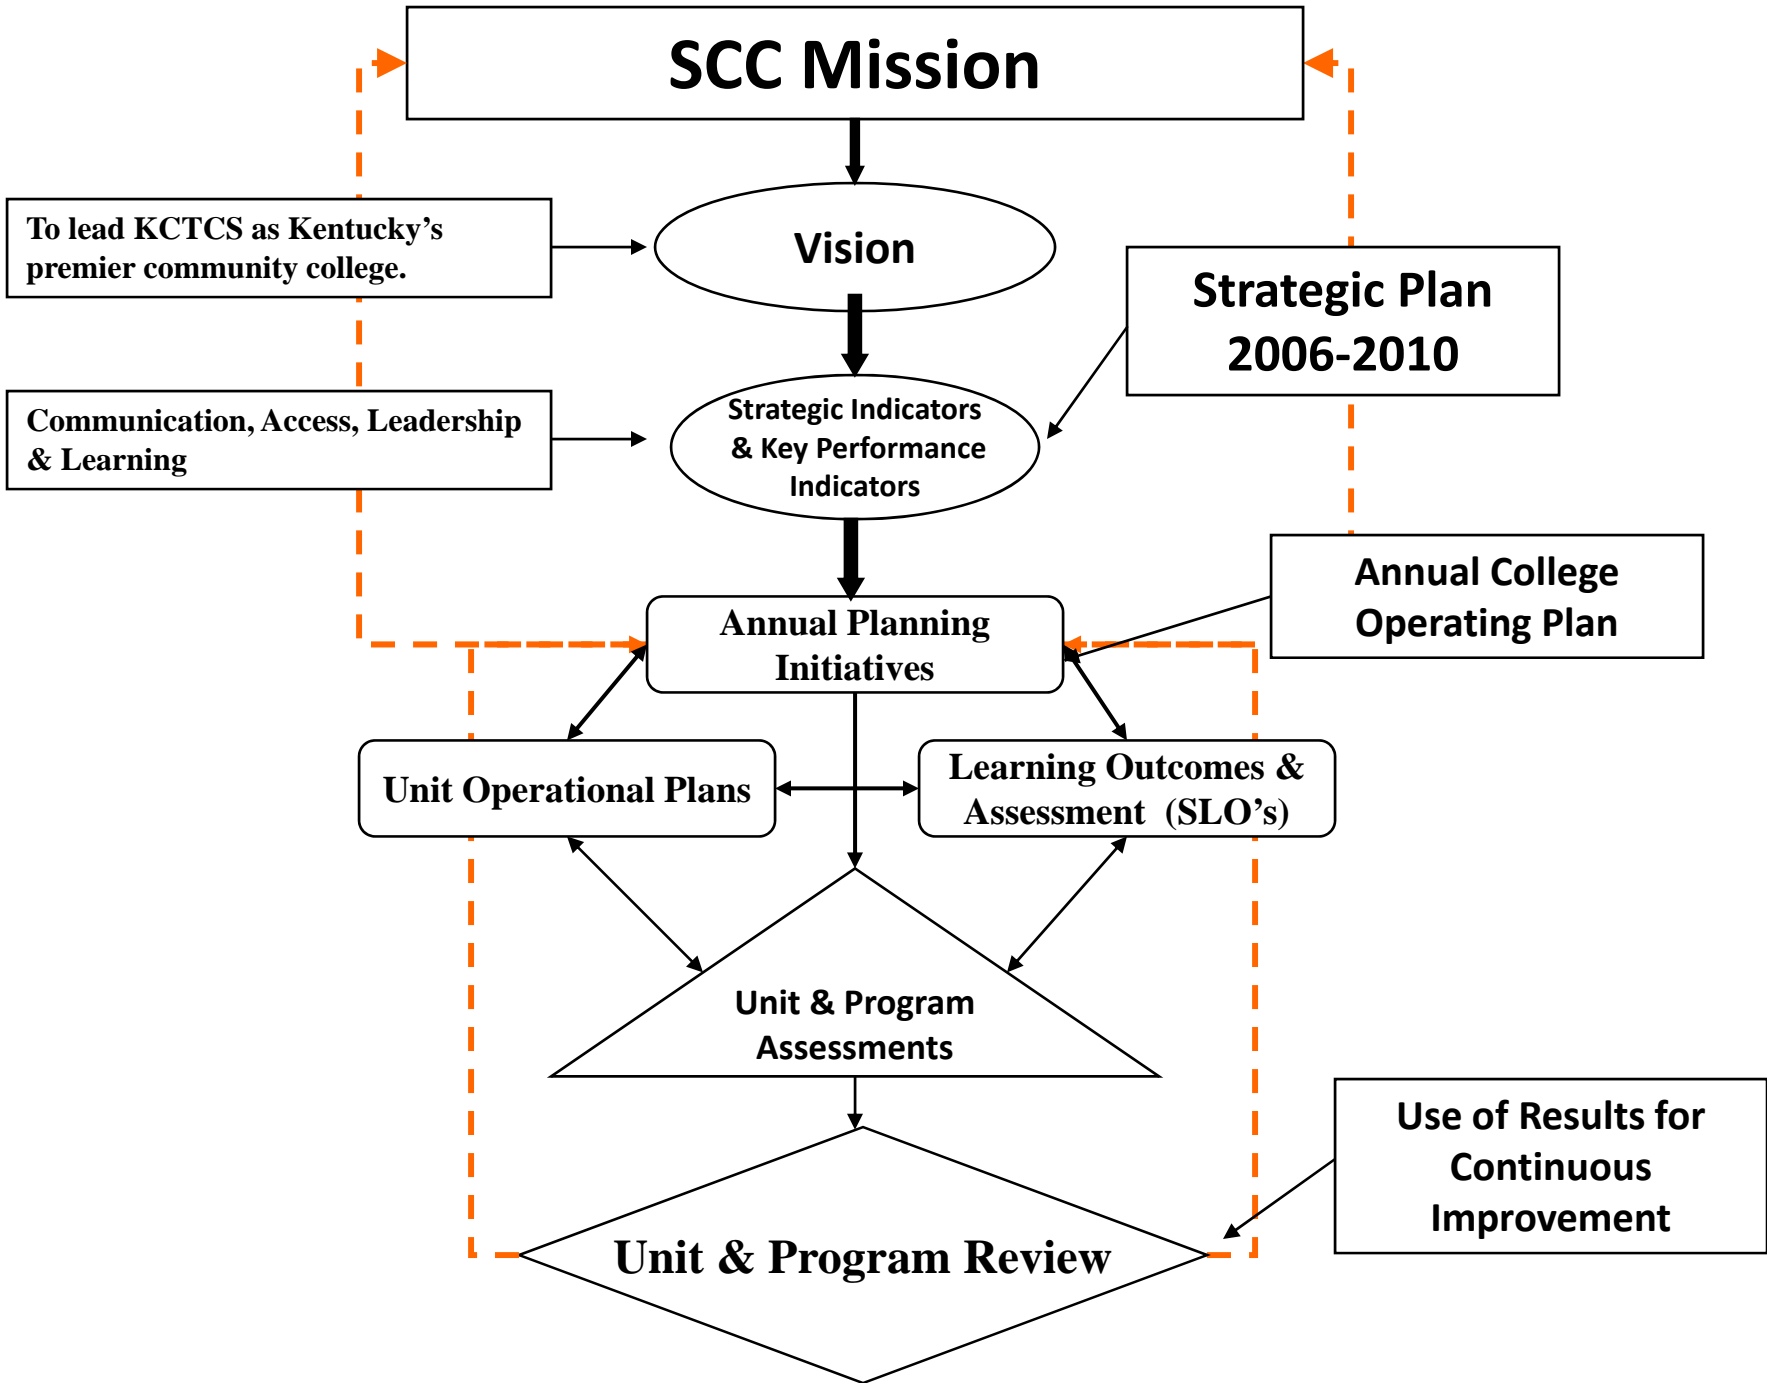 SCC Mission
To lead KCTCS as Kentucky’s
premier community college.
Vision
Strategic Plan
2006-2010
Communication, Access, Leadership
& Learning
Strategic Indicators
& Key Performance
Indicators
Annual College
Operating Plan
Annual Planning
Initiatives
Unit Operational Plans
Learning Outcomes &
Assessment (SLO’s)
Unit & Program
Assessments
Use of Results for
Continuous
Improvement
Unit & Program Review